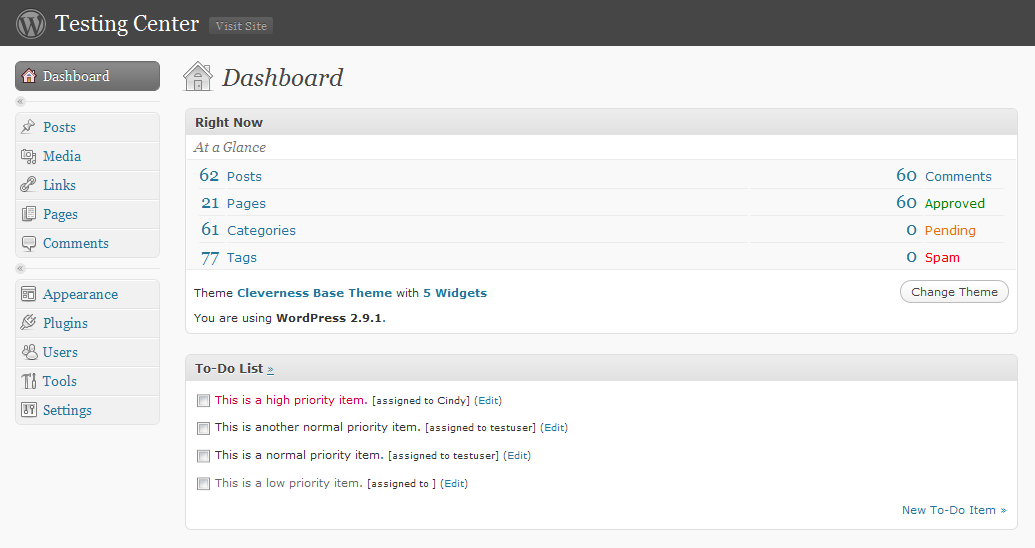 Testing Center Visit Site
Dashboard
Posts
Media
Links
Pages
Comments
Appearance
Plugins
Users
Tools
Settings
Dashboard
Right Now
At a Glance
62 Posts 60 Comments
21 Pages 60 Approved
61 Categories 0 Pending
77 Tags 0 Spam
Theme Cleverness Base Theme with 5 Widgets Change Theme
You are using WordPress 2.9.1.
To-Do List »
This is a high priority item. [assigned to Cindy] (Edit)
This is another normal priority item. [assigned to testuser] (Edit)
This is a normal priority item. [assigned to testuser] (Edit)
This is a low priority item. [assigned to ] (Edit)
New To-Do Item »